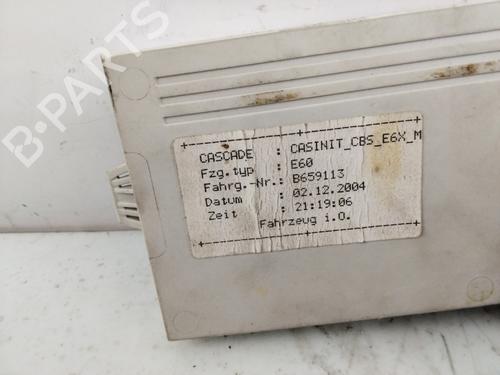 B-PARTS
CASCADE : CASINIT_CBS_E6X_M
Fzg.typ : E60
Fahrg.-Nr.: B659113
Datum : 02.12.2004
Zeit : 21:19:06
Fahrzeug i.O.